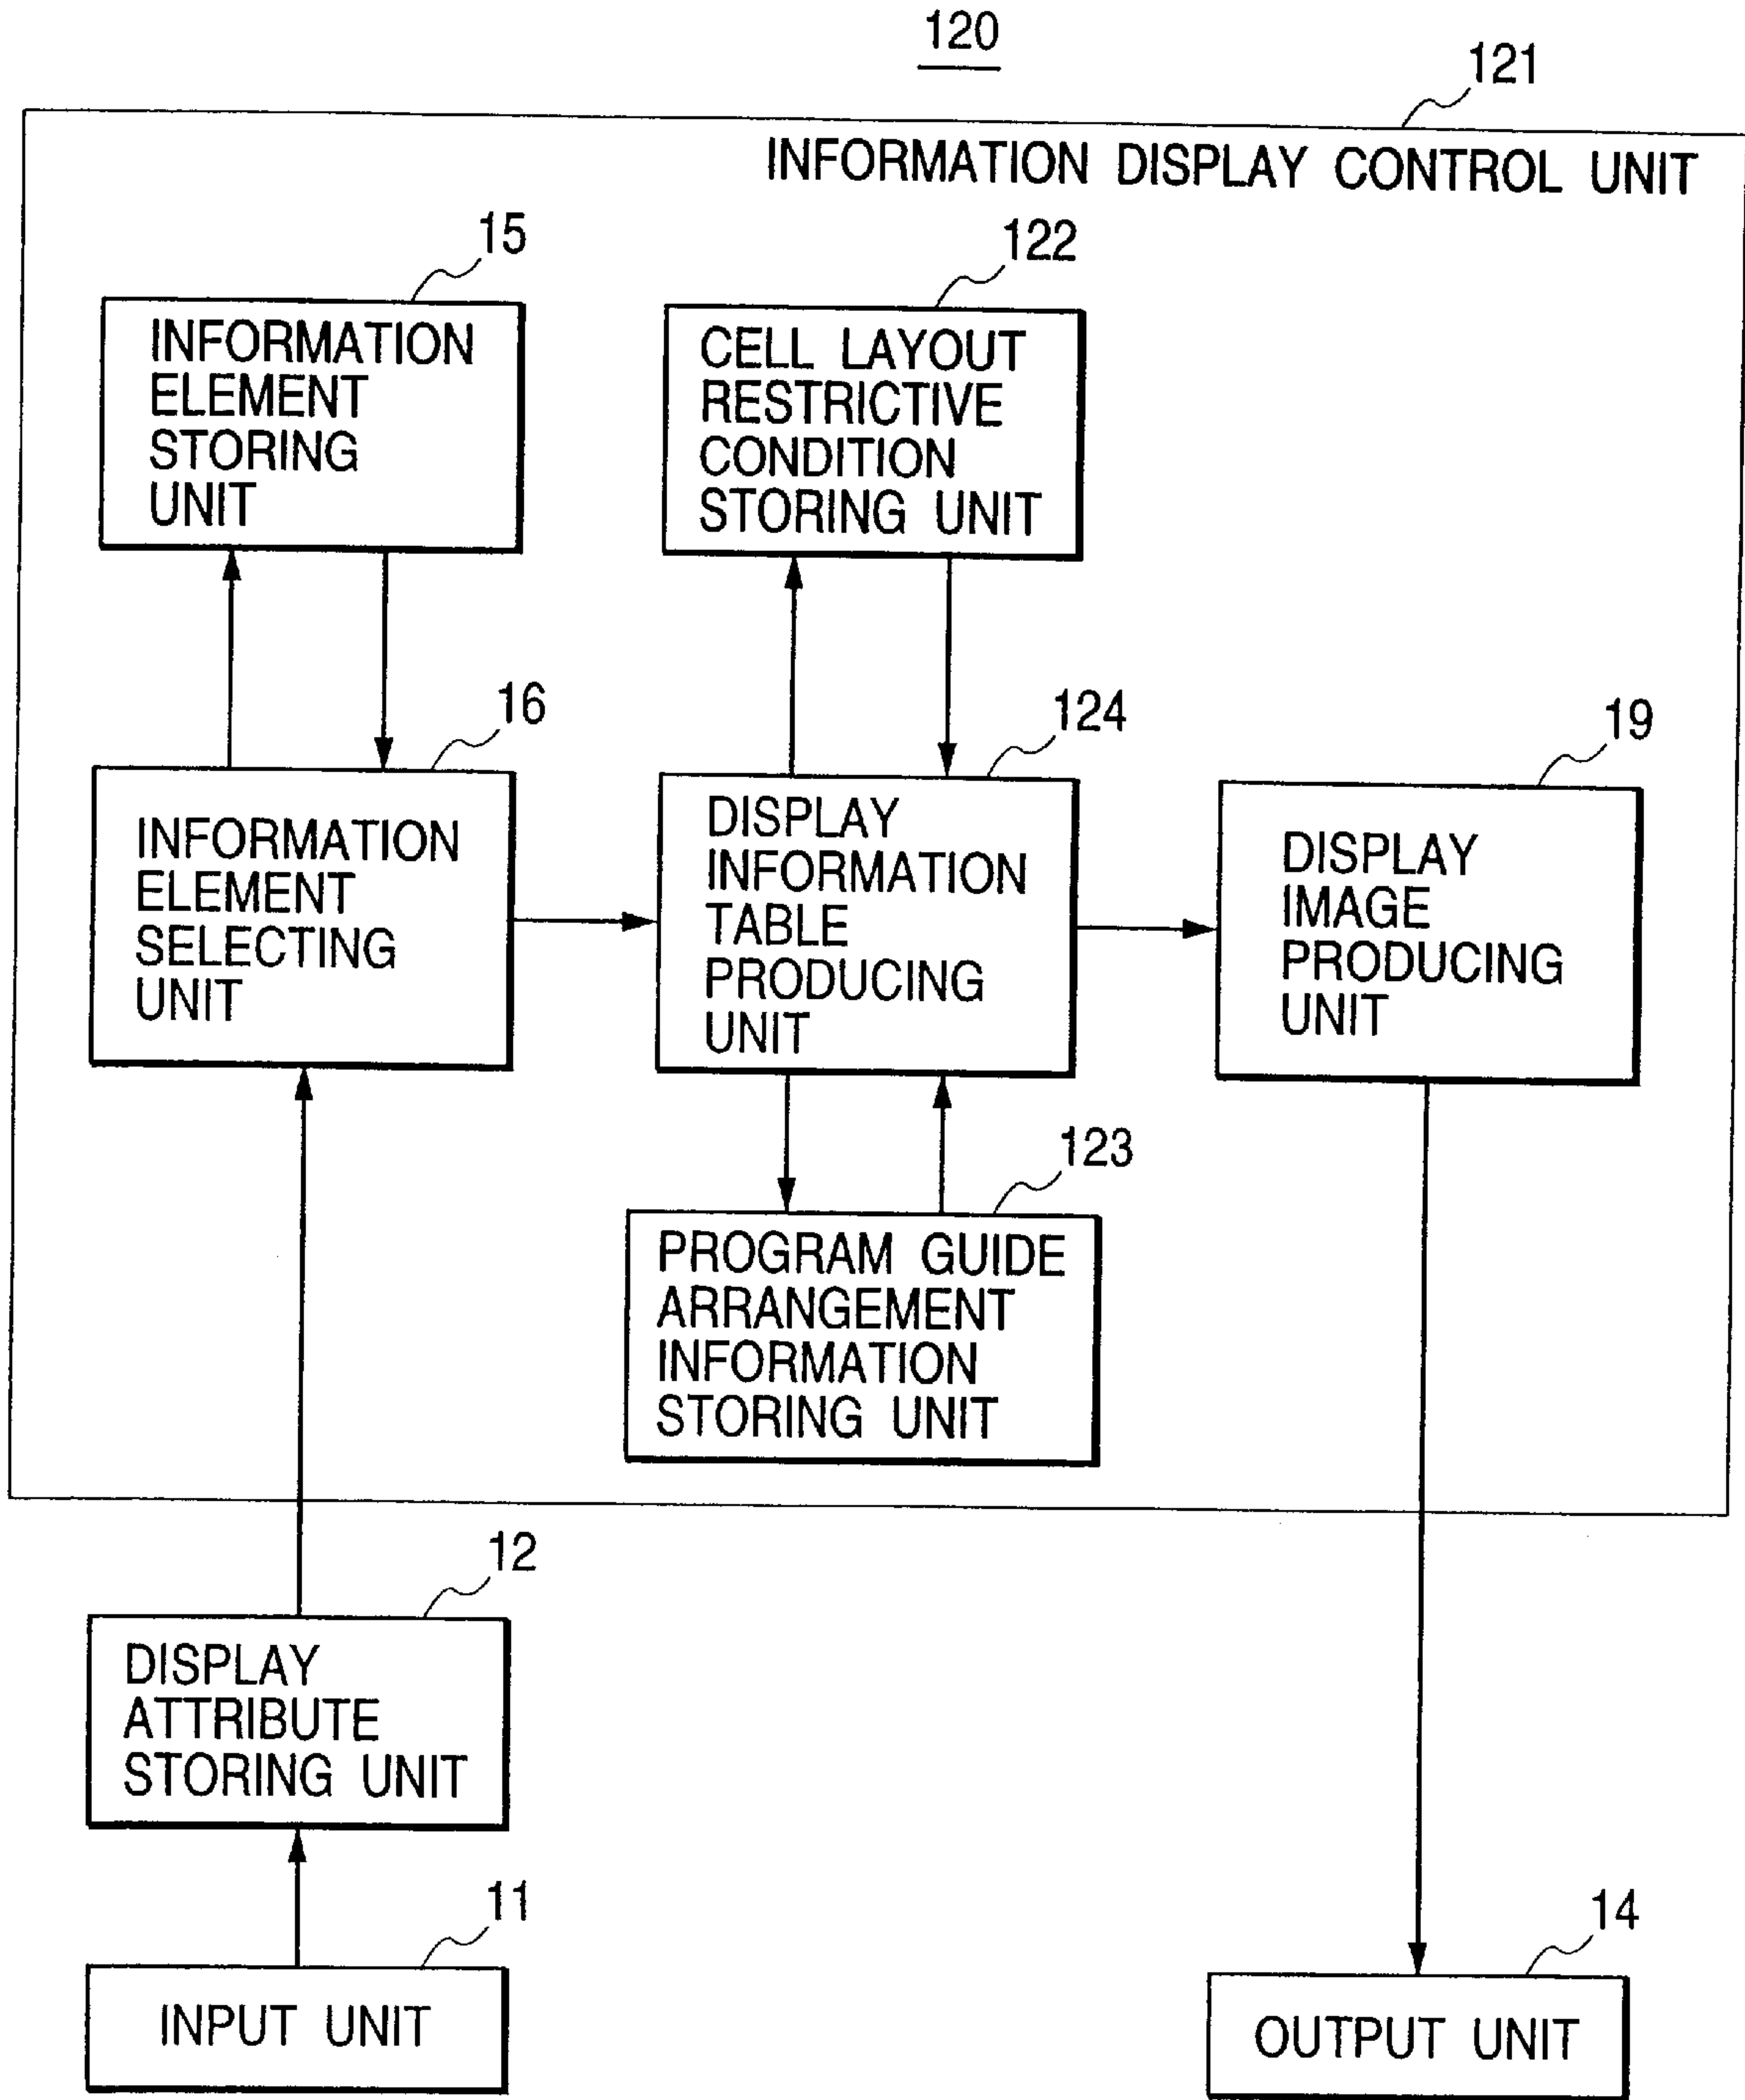 120
121
INFORMATION DISPLAY CONTROL UNIT
15
INFORMATION
ELEMENT
STORING
UNIT
122
CELL LAYOUT
RESTRICTIVE
CONDITION
STORING UNIT
16
INFORMATION
ELEMENT
SELECTING
UNIT
124
DISPLAY
INFORMATION
TABLE
PRODUCING
UNIT
19
DISPLAY
IMAGE
PRODUCING
UNIT
123
PROGRAM GUIDE
ARRANGEMENT
INFORMATION
STORING UNIT
12
DISPLAY
ATTRIBUTE
STORING UNIT
11
INPUT UNIT
14
OUTPUT UNIT